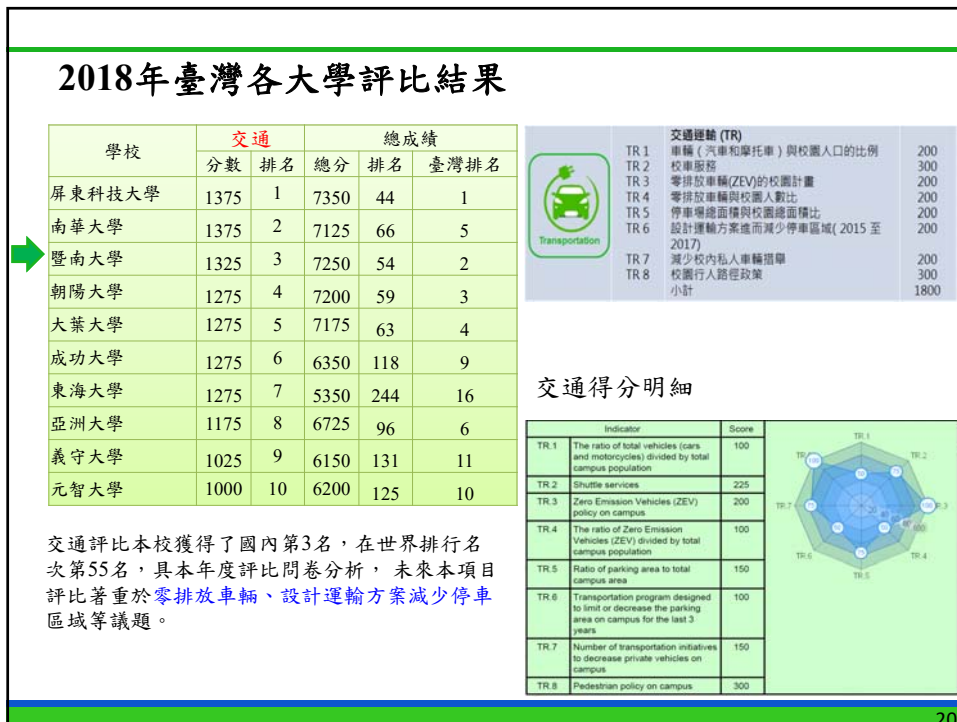 2018年臺灣各大學評比結果
學校 交通 總成績
分數 排名 總分 排名 臺灣排名
屏東科技大學 1375 1 7350 44 1
南華大學 1375 2 7125 66 5
暨南大學 1325 3 7250 54 2
朝陽大學 1275 4 7200 59 3
大葉大學 1275 5 7175 63 4
成功大學 1275 6 6350 118 9
東海大學 1275 7 5350 244 16
亞洲大學 1175 8 6725 96 6
義守大學 1025 9 6150 131 11
元智大學 1000 10 6200 125 10
交通評比本校獲得了國內第3名，在世界排行名
次第55名，具本年度評比問卷分析， 未來本項目
評比著重於零排放車輛、設計運輸方案減少停車
區域等議題。
Transportation
交通運輸 (TR)
TR 1 車輛（汽車和摩托車）與校園人口的比例 200
TR 2 校車服務 300
TR 3 零排放車輛(ZEV)的校園計畫 200
TR 4 零排放車輛與校園人數比 200
TR 5 停車場總面積與校園總面積比 200
TR 6 設計運輸方案進而減少停車區域( 2015 至 200
2017)
TR 7 減少校內私人車輛措舉 200
TR 8 校園行人路徑政策 300
小計 1800
交通得分明細
Indicator Score
TR.1 The ratio of total vehicles (cars 100
and motorcycles) divided by total
campus population
TR.2 Shuttle services 225
TR.3 Zero Emission Vehicles (ZEV) 200
policy on campus
TR.4 The ratio of Zero Emission 100
Vehicles (ZEV) divided by total
campus population
TR.5 Ratio of parking area to total 150
campus area
TR.6 Transportation program designed 100
to limit or decrease the parking
area on campus for the last 3
years
TR.7 Number of transportation initiatives 150
to decrease private vehicles on
campus
TR.8 Pedestrian policy on campus 300
TR.1
TR.2
TR.4
TR.5
TR.6
TR.7
20